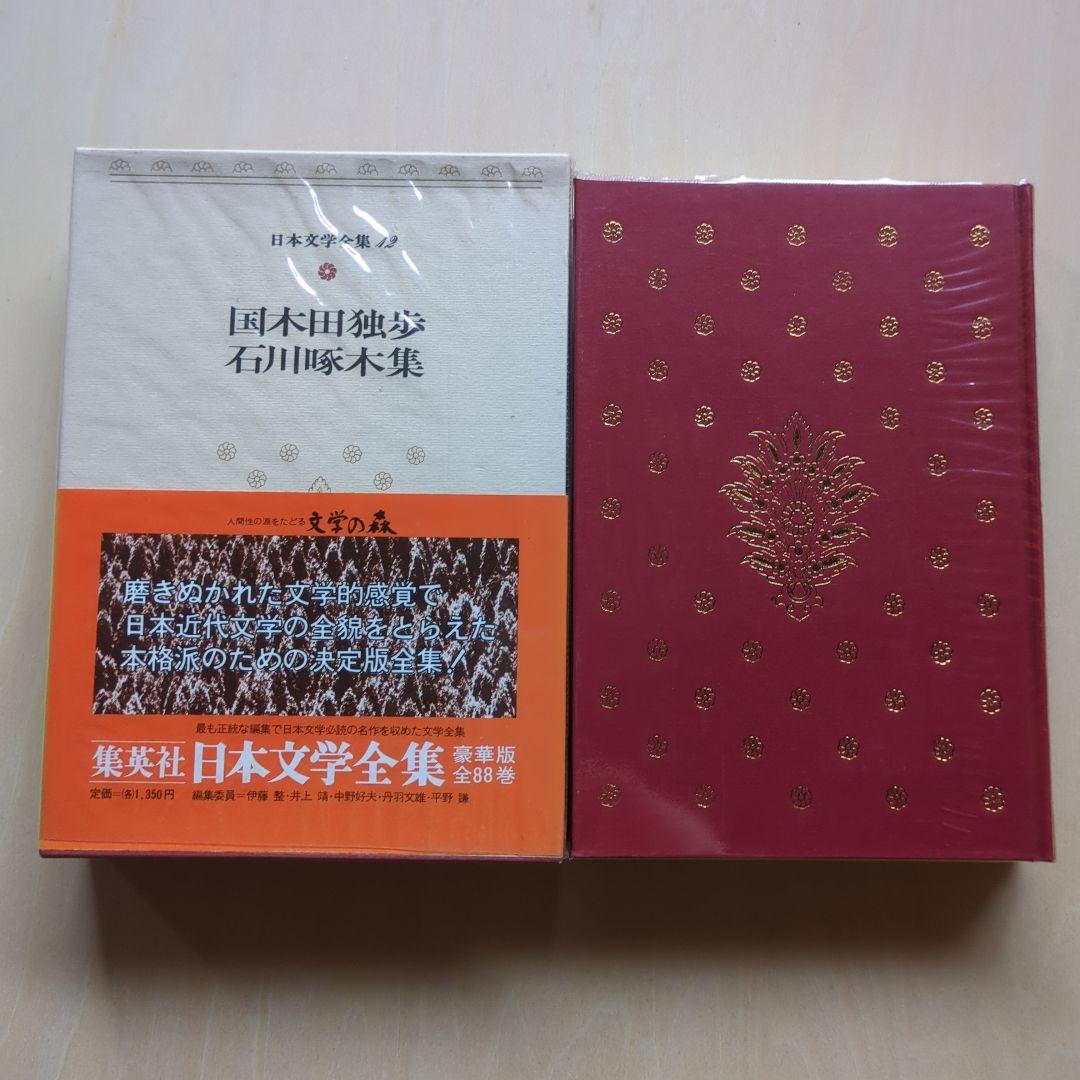 日本文学全集 12
国木田独歩
石川啄木集
人間性の源をたどる 文学の森
磨きぬかれた文学的感覚で
日本近代文学の全貌をとらえた
本格派のための決定版全集!
最も正統な編集で日本文学必読の名作を収めた文学全集
集英社 日本文学全集 豪華版 全88巻
定価=(各)1,350円 編集委員=伊藤 整・井上 靖・中野好夫・丹羽文雄・平野 謙